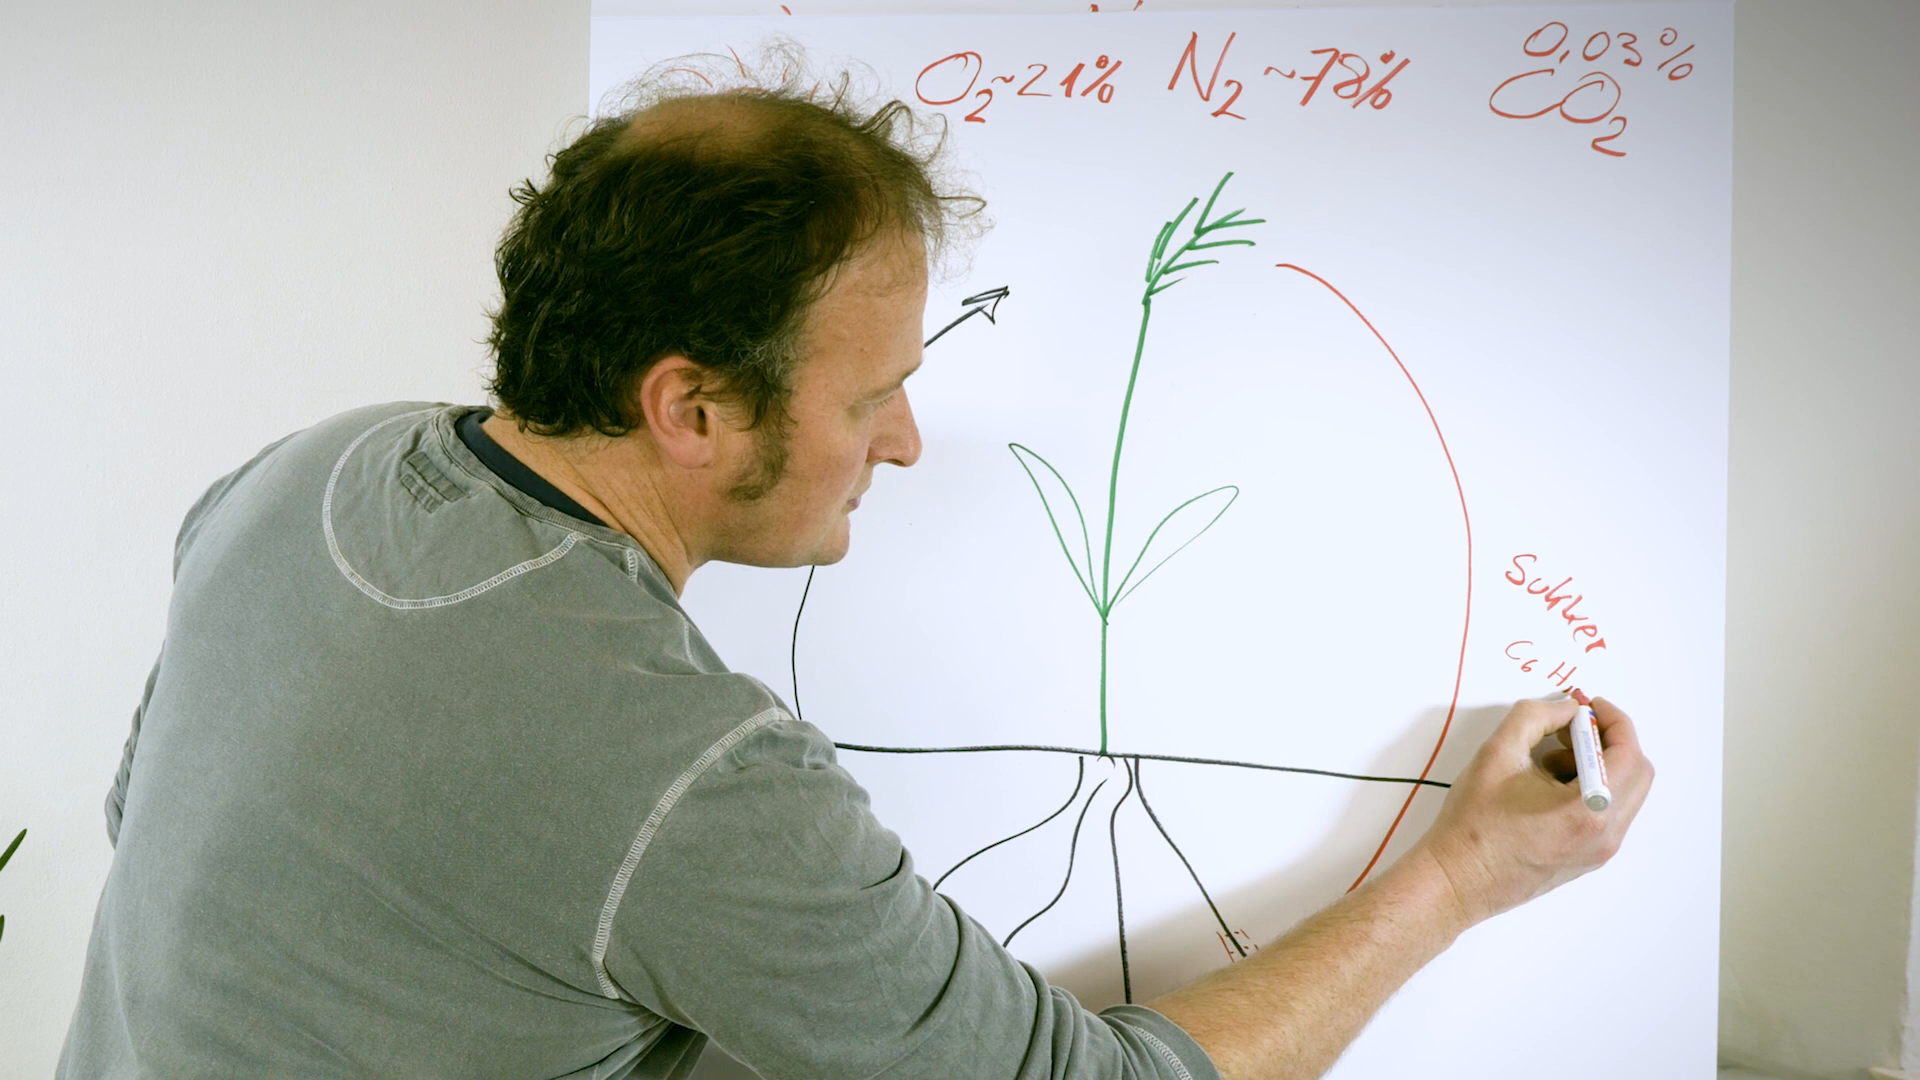 O₂ ~21% N₂ ~78%
0,03%
CO₂
Sukker
C₆ H